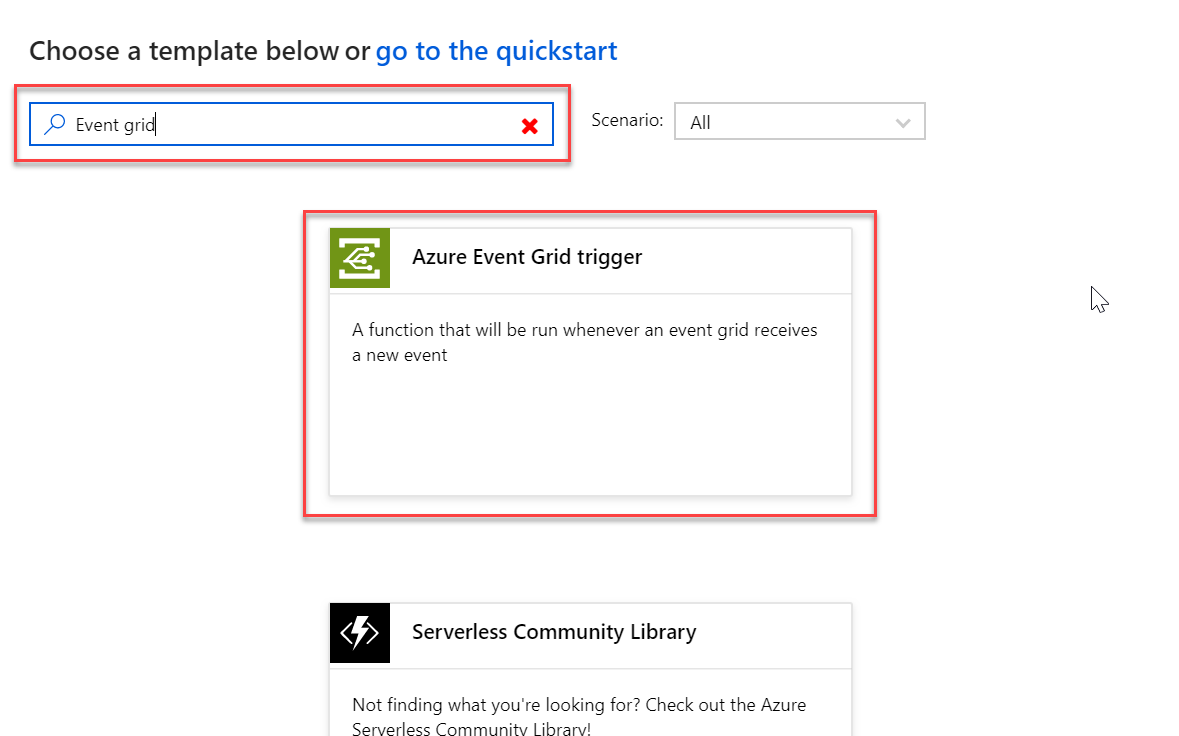 Choose a template below or go to the quickstart
Event grid
Scenario:
All
Azure Event Grid trigger
A function that will be run whenever an event grid receives
a new event
Serverless Community Library
Not finding what you're looking for? Check out the Azure
Serverless Community Library!